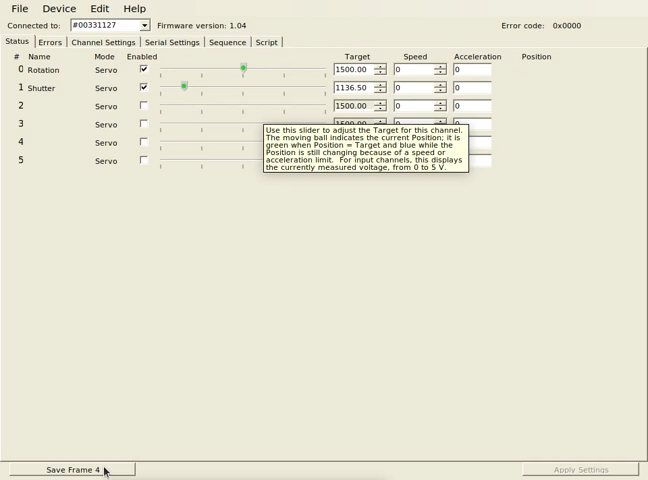 File Device Edit Help
Connected to: #00331127 Firmware version: 1.04 Error code: 0x0000
Status Errors Channel Settings Serial Settings Sequence Script
# Name Mode Enabled Target Speed Acceleration Position
0 Rotation Servo 1500.00 0 0
1 Shutter Servo 1136.50 0 0
2 Servo 1500.00 0 0
3 Servo
4 Servo
5 Servo
Use this slider to adjust the Target for this channel.
The moving ball indicates the current Position; it is
green when Position = Target and blue while the
Position is still changing because of a speed or
acceleration limit. For input channels, this displays
the currently measured voltage, from 0 to 5 V.
Save Frame 4 Apply Settings